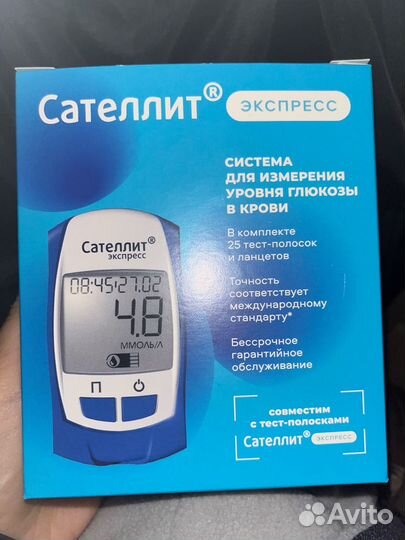 Сателлит® ЭКСПРЕСС
СИСТЕМА
ДЛЯ ИЗМЕРЕНИЯ
УРОВНЯ ГЛЮКОЗЫ
В КРОВИ
В комплекте
25 тест-полосок
и ланцетов
Точность
соответствует
международному
стандарту*
Бессрочное
гарантийное
обслуживание
Сателлит®
экспресс
08:45 27.02
4.8
ММОЛЬ/Л
П
совместим
с тест-полосками
Сателлит® ЭКСПРЕСС
Avito